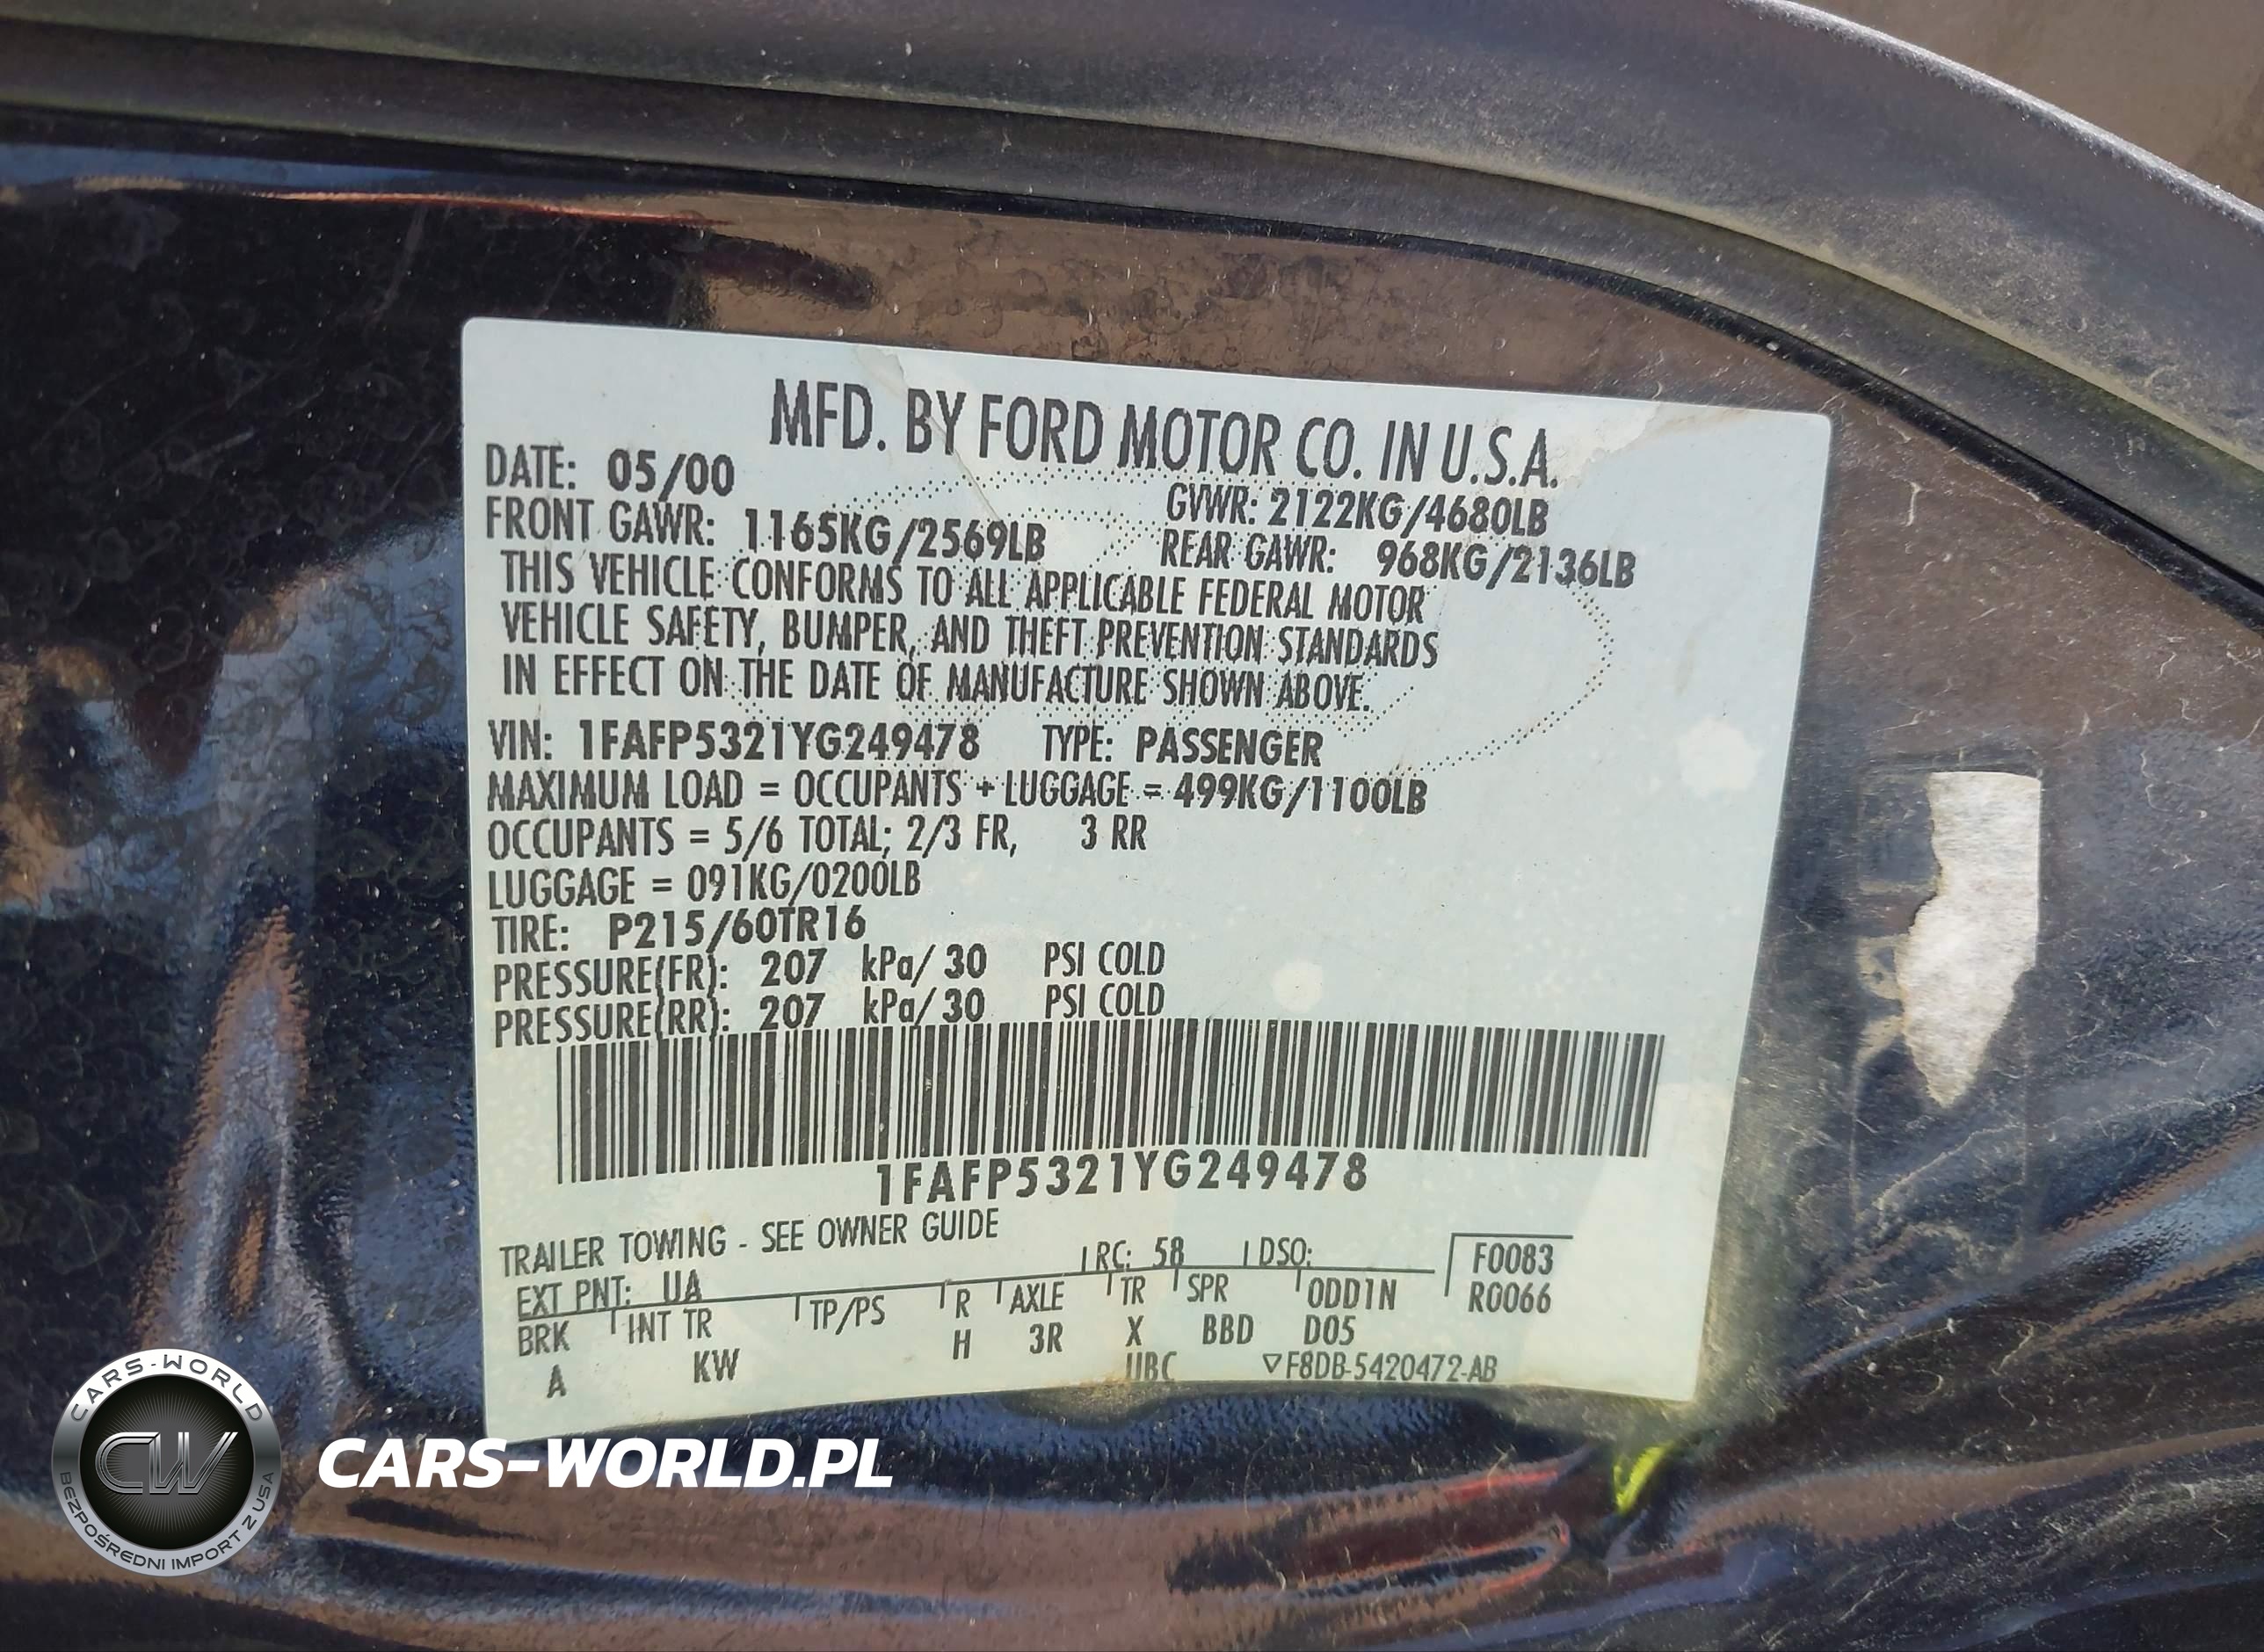 MFD. BY FORD MOTOR CO. IN U.S.A.
DATE: 05/00 GVWR: 2122KG/4680LB
FRONT GAWR: 1165KG/2569LB REAR GAWR: 968KG/2136LB
THIS VEHICLE CONFORMS TO ALL APPLICABLE FEDERAL MOTOR
VEHICLE SAFETY, BUMPER, AND THEFT PREVENTION STANDARDS
IN EFFECT ON THE DATE OF MANUFACTURE SHOWN ABOVE.
VIN: 1FAFP5321YG249478 TYPE: PASSENGER
MAXIMUM LOAD = OCCUPANTS + LUGGAGE = 499KG/1100LB
OCCUPANTS = 5/6 TOTAL; 2/3 FR, 3 RR
LUGGAGE = 091KG/0200LB
TIRE: P215/60TR16
PRESSURE(FR): 207 kPa/ 30 PSI COLD
PRESSURE(RR): 207 kPa/ 30 PSI COLD
1FAFP5321YG249478
TRAILER TOWING - SEE OWNER GUIDE
EXT PNT: UA RC: 58 DSO: F0083
BRK INT TR TP/PS R AXLE TR SPR ODD1N R0066
A KW H 3R X BBD D05
UBC ▽F8DB-5420472-AB
CARS-WORLD
CW
BEZPOŚREDNI IMPORT Z USA
CARS-WORLD.PL